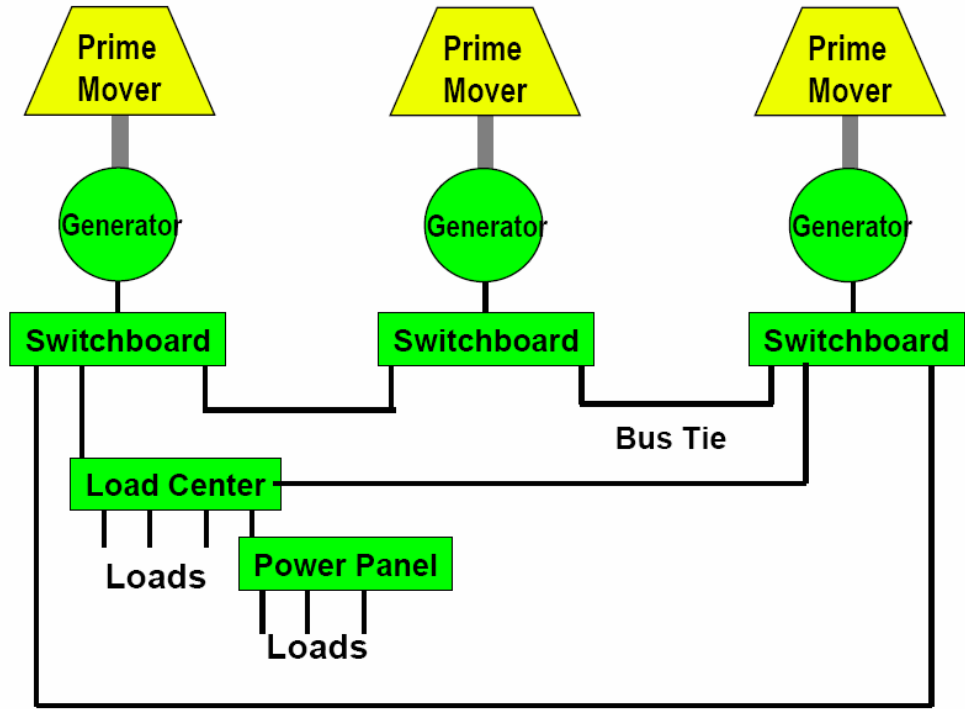 Prime
Mover
Prime
Mover
Prime
Mover
Generator
Generator
Generator
Switchboard
Switchboard
Switchboard
Bus Tie
Load Center
Loads
Power Panel
Loads